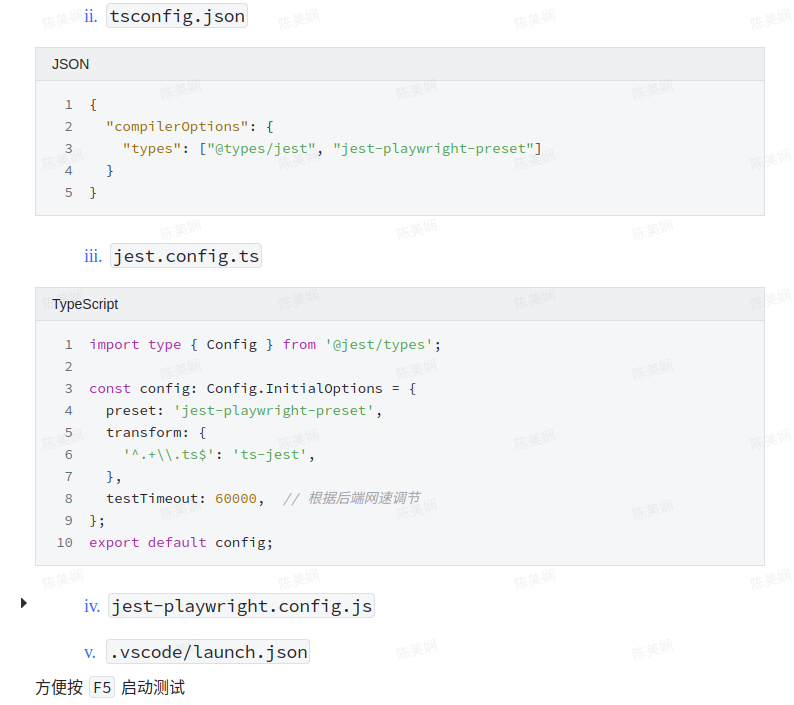 ii. tsconfig.json
JSON
1 {
2   "compilerOptions": {
3     "types": ["@types/jest", "jest-playwright-preset"]
4   }
5 }
iii. jest.config.ts
TypeScript
1 import type { Config } from '@jest/types';
2
3 const config: Config.InitialOptions = {
4   preset: 'jest-playwright-preset',
5   transform: {
6     '^.+\\.ts$': 'ts-jest',
7   },
8   testTimeout: 60000,  // 根据后端网速调节
9 };
10 export default config;
iv. jest-playwright.config.js
v. .vscode/launch.json
方便按 F5 启动测试